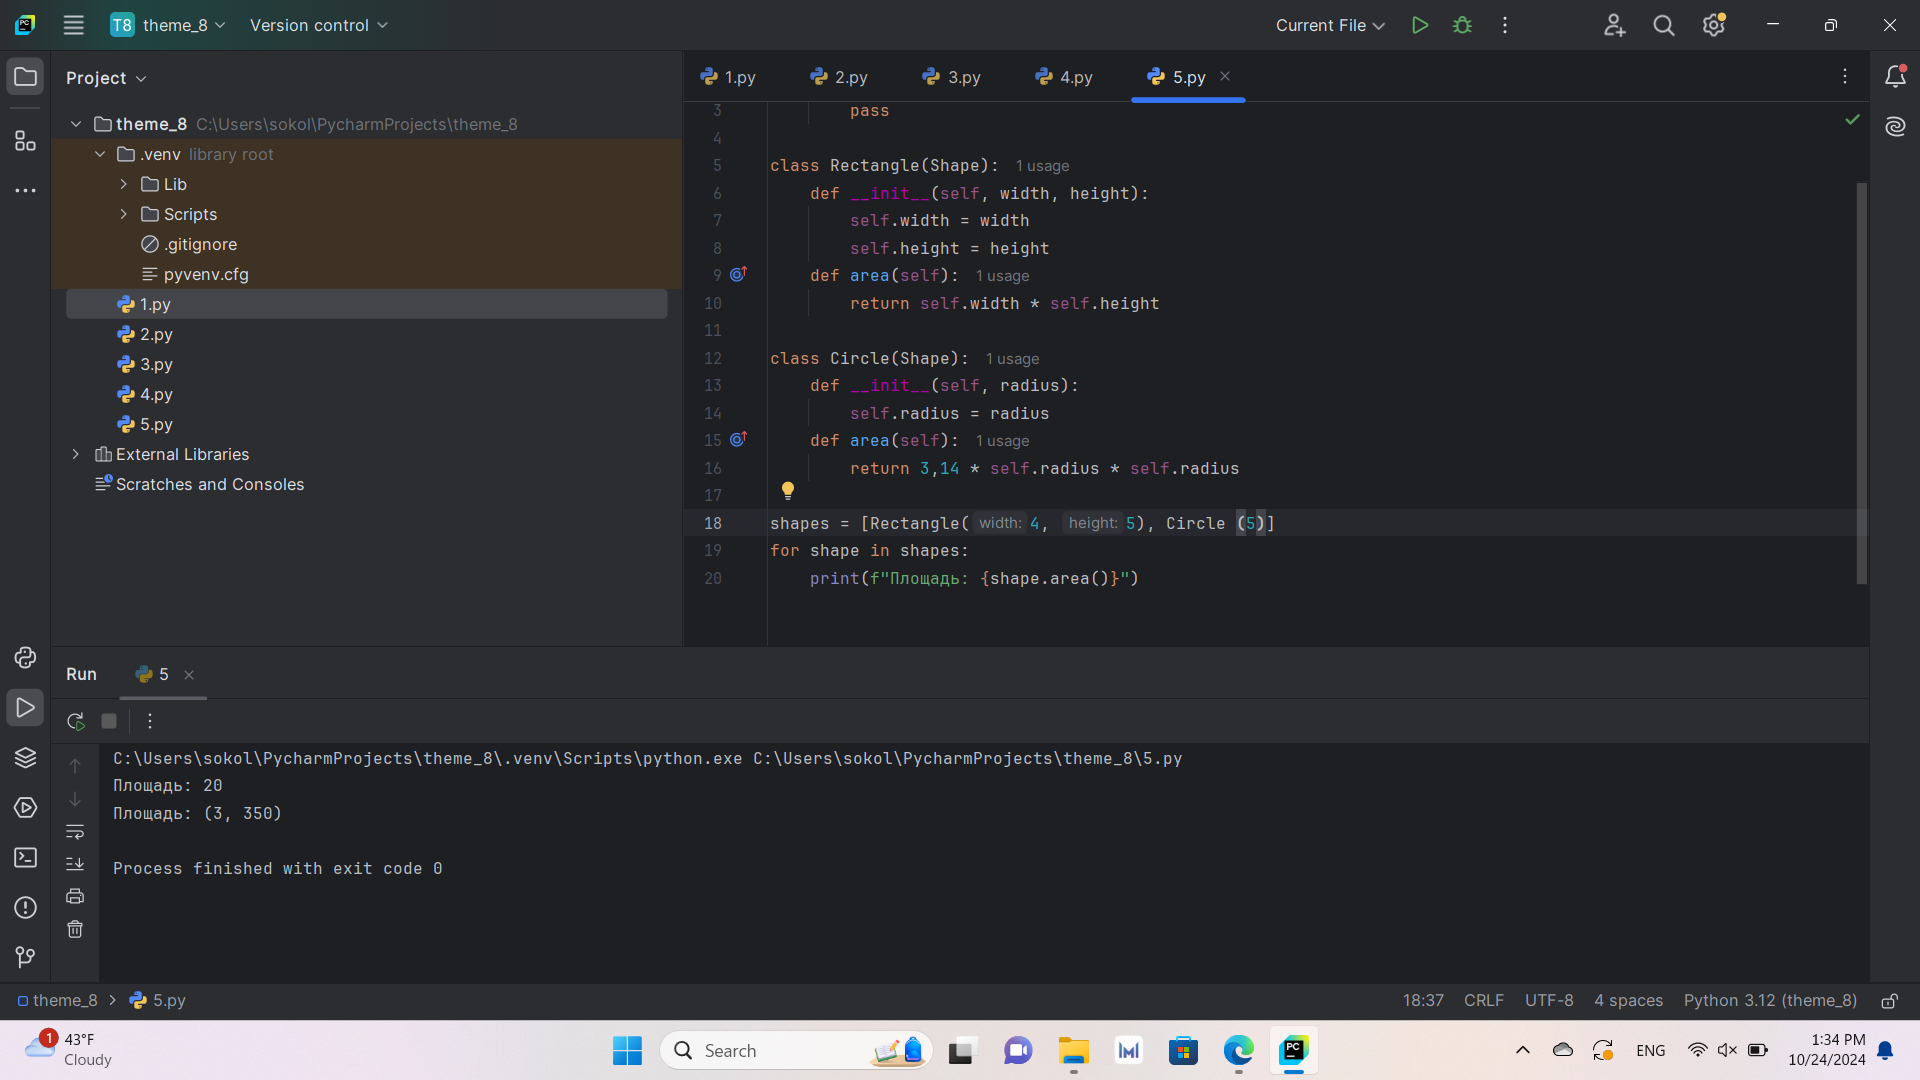 T8 theme_8
Version control
Current File
Project
1.py
2.py
3.py
4.py
5.py
theme_8 C:\Users\sokol\PycharmProjects\theme_8
.venv library root
Lib
Scripts
.gitignore
pyvenv.cfg
1.py
2.py
3.py
4.py
5.py
External Libraries
Scratches and Consoles
3 pass
4
5 class Rectangle(Shape): 1 usage
6 def __init__(self, width, height):
7 self.width = width
8 self.height = height
9 def area(self): 1 usage
10 return self.width * self.height
11
12 class Circle(Shape): 1 usage
13 def __init__(self, radius):
14 self.radius = radius
15 def area(self): 1 usage
16 return 3,14 * self.radius * self.radius
17
18 shapes = [Rectangle( width: 4, height: 5), Circle (5)]
19 for shape in shapes:
20 print(f"Площадь: {shape.area()}")
Run 5
C:\Users\sokol\PycharmProjects\theme_8\.venv\Scripts\python.exe C:\Users\sokol\PycharmProjects\theme_8\5.py
Площадь: 20
Площадь: (3, 350)
Process finished with exit code 0
theme_8 > 5.py
18:37 CRLF UTF-8 4 spaces Python 3.12 (theme_8)
1
43°F
Cloudy
Search
PC
ENG
1:34 PM
10/24/2024